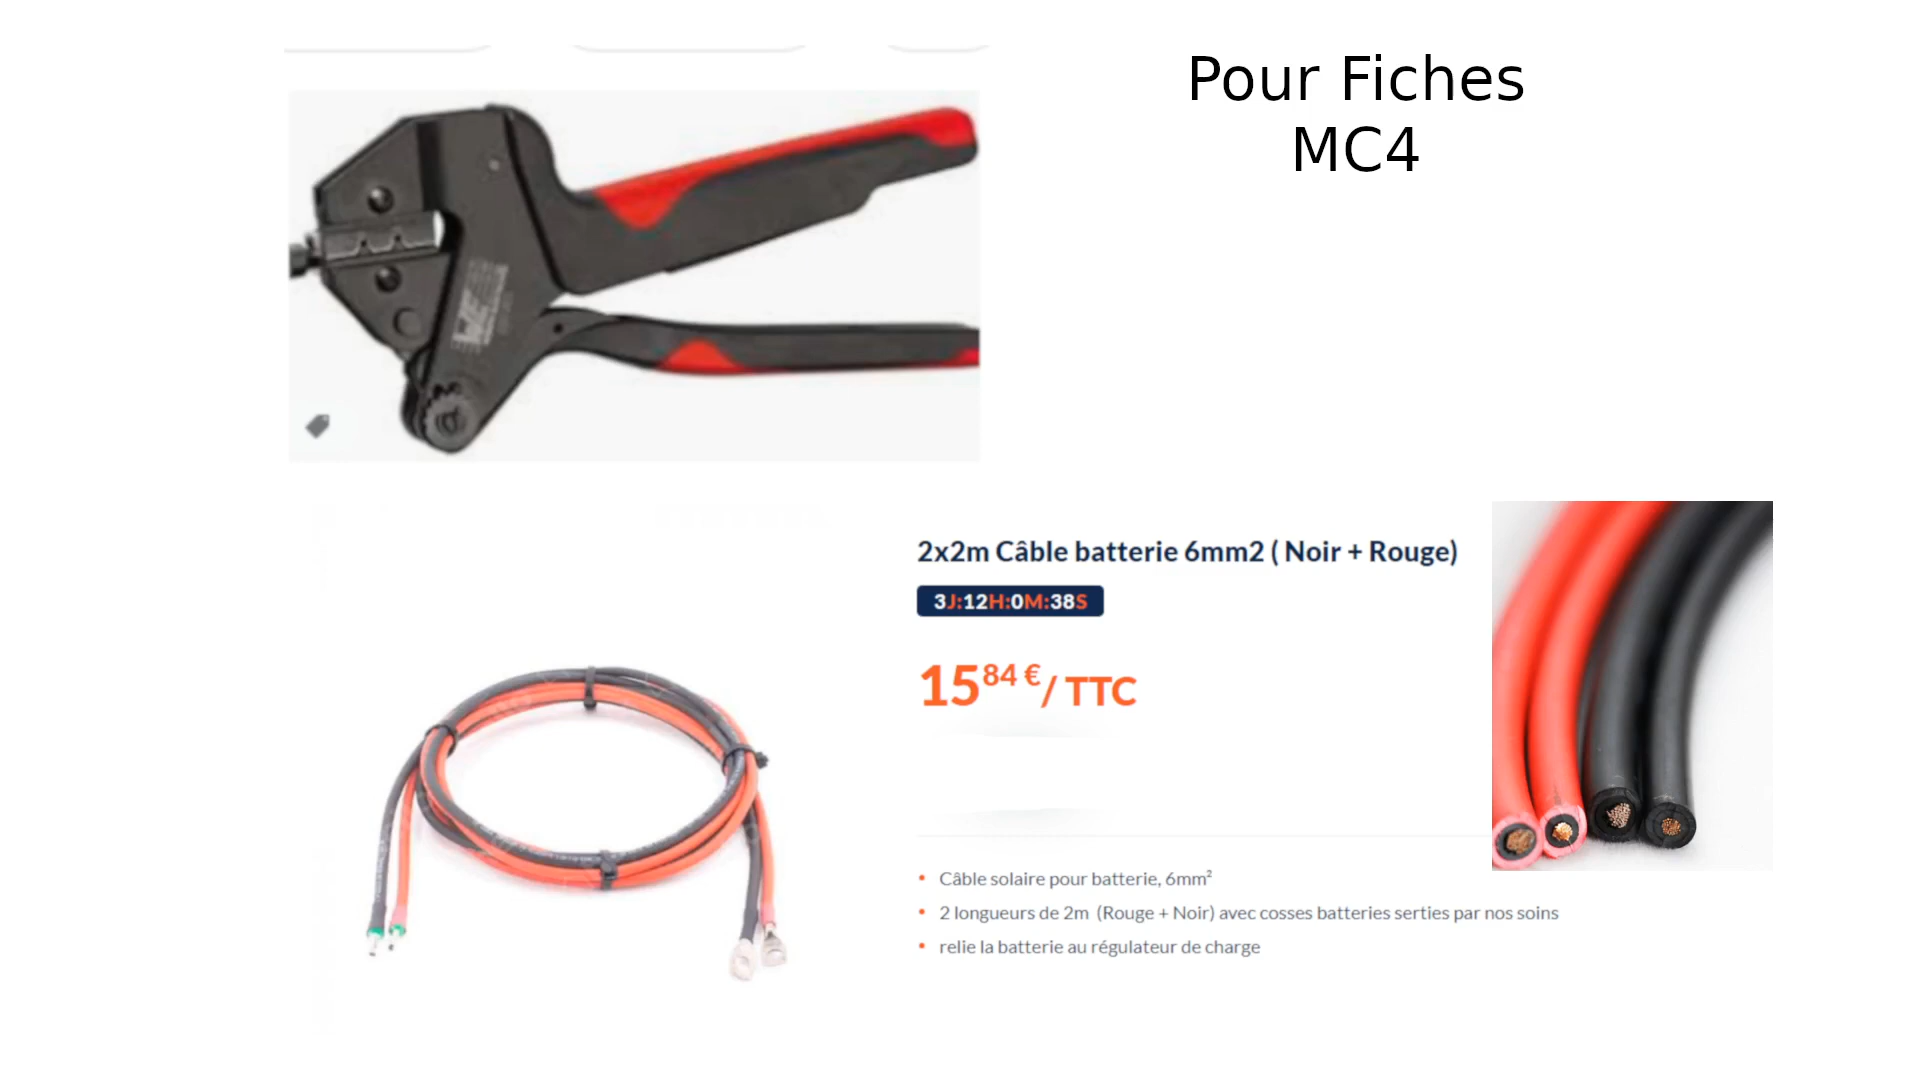 Pour Fiches
MC4
2x2m Câble batterie 6mm2 ( Noir + Rouge)
3J:12H:0M:38S
15 84 € / TTC
• Câble solaire pour batterie, 6mm²
• 2 longueurs de 2m (Rouge + Noir) avec cosses batteries serties par nos soins
• relie la batterie au régulateur de charge